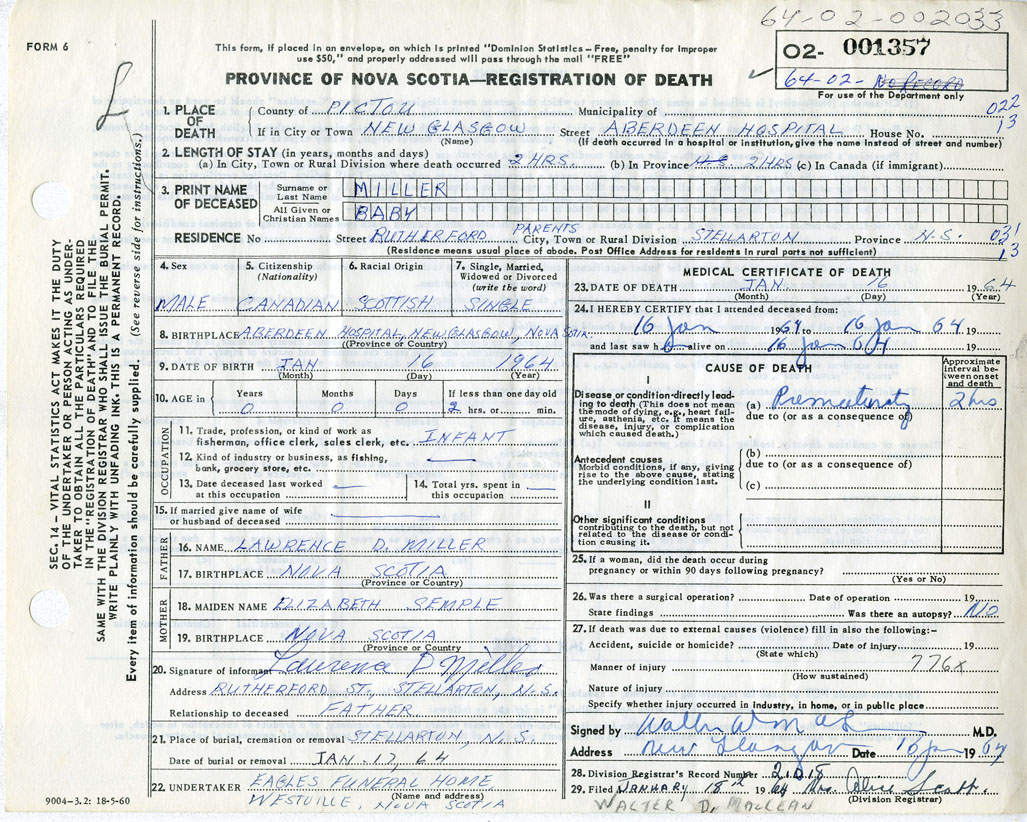 64-02-002033
FORM 6
This form, if placed in an envelope, on which is printed "Dominion Statistics – Free, penalty for improper
use $50," and properly addressed will pass through the mail "FREE"
PROVINCE OF NOVA SCOTIA—REGISTRATION OF DEATH
02- 001357
64-02- No RECORD
For use of the Department only
1. PLACE OF DEATH
County of PICTOU Municipality of 022
If in City or Town NEW GLASGOW Street ABERDEEN HOSPITAL House No. 13
(Name) (If death occurred in a hospital or institution, give the name instead of street and number)
2. LENGTH OF STAY (in years, months and days)
(a) In City, Town or Rural Division where death occurred 2 HRS. (b) In Province 2 HRS (c) In Canada (if immigrant)
3. PRINT NAME OF DECEASED
Surname or Last Name MILLER
All Given or Christian Names BABY
PARENTS
RESIDENCE No Street RUTHERFORD City, Town or Rural Division STELLARTON Province N.S. 031
13
(Residence means usual place of abode. Post Office Address for residents in rural parts not sufficient)
4. Sex
MALE
5. Citizenship (Nationality)
CANADIAN
6. Racial Origin
SCOTTISH
7. Single, Married, Widowed or Divorced (write the word)
SINGLE
8. BIRTHPLACE ABERDEEN HOSPITAL, NEW GLASGOW, NOVA SCOTIA
(Province or Country)
9. DATE OF BIRTH JAN 16 1964
(Month) (Day) (Year)
10. AGE in Years Months Days If less than one day old
0 0 0 2 hrs. or min.
OCCUPATION
11. Trade, profession, or kind of work as
fisherman, office clerk, sales clerk, etc. INFANT
12. Kind of industry or business, as fishing,
bank, grocery store, etc.
13. Date deceased last worked
at this occupation
14. Total yrs. spent in
this occupation
15. If married give name of wife
or husband of deceased
FATHER
16. NAME LAWRENCE D. MILLER
17. BIRTHPLACE NOVA SCOTIA
(Province or Country)
MOTHER
18. MAIDEN NAME ELIZABETH SEMPLE
19. BIRTHPLACE NOVA SCOTIA
(Province or Country)
20. Signature of informant Lawrence D Miller
Address RUTHERFORD ST., STELLARTON, N.S.
Relationship to deceased FATHER
21. Place of burial, cremation or removal STELLARTON, N.S.
Date of burial or removal JAN. 17, 64
22. UNDERTAKER EAGLES FUNERAL HOME
(Name and address)
WESTVILLE, NOVA SCOTIA
9004–3.2: 18-5-60
MEDICAL CERTIFICATE OF DEATH
23. DATE OF DEATH JAN. 16 1964
(Month) (Day) (Year)
24. I HEREBY CERTIFY that I attended deceased from:
16 Jan 1964 to 16 Jan 64 19
and last saw h alive on 16 Jan 64 19
CAUSE OF DEATH
Approximate interval between onset and death
I
Disease or condition directly leading to death (This does not mean
the mode of dying, e.g., heart failure, asthenia, etc. It means the
disease, injury, or complication
which caused death.)
(a) Prematurity 2 hrs
due to (or as a consequence of)
Antecedent causes
Morbid conditions, if any, giving
rise to the above cause, stating
the underlying condition last.
(b)
due to (or as a consequence of)
(c)
II
Other significant conditions
contributing to the death, but not
related to the disease or condition causing it.
25. If a woman, did the death occur during
pregnancy or within 90 days following pregnancy?
(Yes or No)
26. Was there a surgical operation? Date of operation 19
State findings Was there an autopsy? NO
27. If death was due to external causes (violence) fill in also the following:–
Accident, suicide or homicide? Date of injury 19
(State which)
Manner of injury 776X
(How sustained)
Nature of injury
Specify whether injury occurred in industry, in home, or in public place
Signed by M.D.
Address New Glasgow Date 16 Jan 1964
28. Division Registrar's Record Number
29. Filed JANUARY 18th 1964 Mrs. Alice Scott
(Division Registrar)
WALTER D. MACLEAN
SEC. 14 – VITAL STATISTICS ACT MAKES IT THE DUTY
OF THE UNDERTAKER OR PERSON ACTING AS UNDER-
TAKER TO OBTAIN ALL THE PARTICULARS REQUIRED
IN THE "REGISTRATION OF DEATH" AND TO FILE THE
SAME WITH THE DIVISION REGISTRAR WHO SHALL ISSUE THE BURIAL PERMIT.
WRITE PLAINLY WITH UNFADING INK. THIS IS A PERMANENT RECORD.
Every item of information should be carefully supplied. (See reverse side for instructions.)